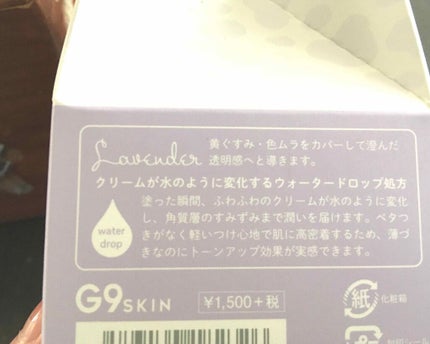 Lavender 黄ぐすみ・色ムラをカバーして澄んだ
透明感へと導きます。
クリームが水のように変化するウォータードロップ処方
塗った瞬間、ふわふわのクリームが水のように変化
し、角質層のすみずみまで潤いを届けます。ベタつ
きがなく軽いつけ心地で肌に高密着するため、薄づ
きなのにトーンアップ効果が実感できます。
water
drop
G9SKIN ¥1,500+税
紙 化粧箱